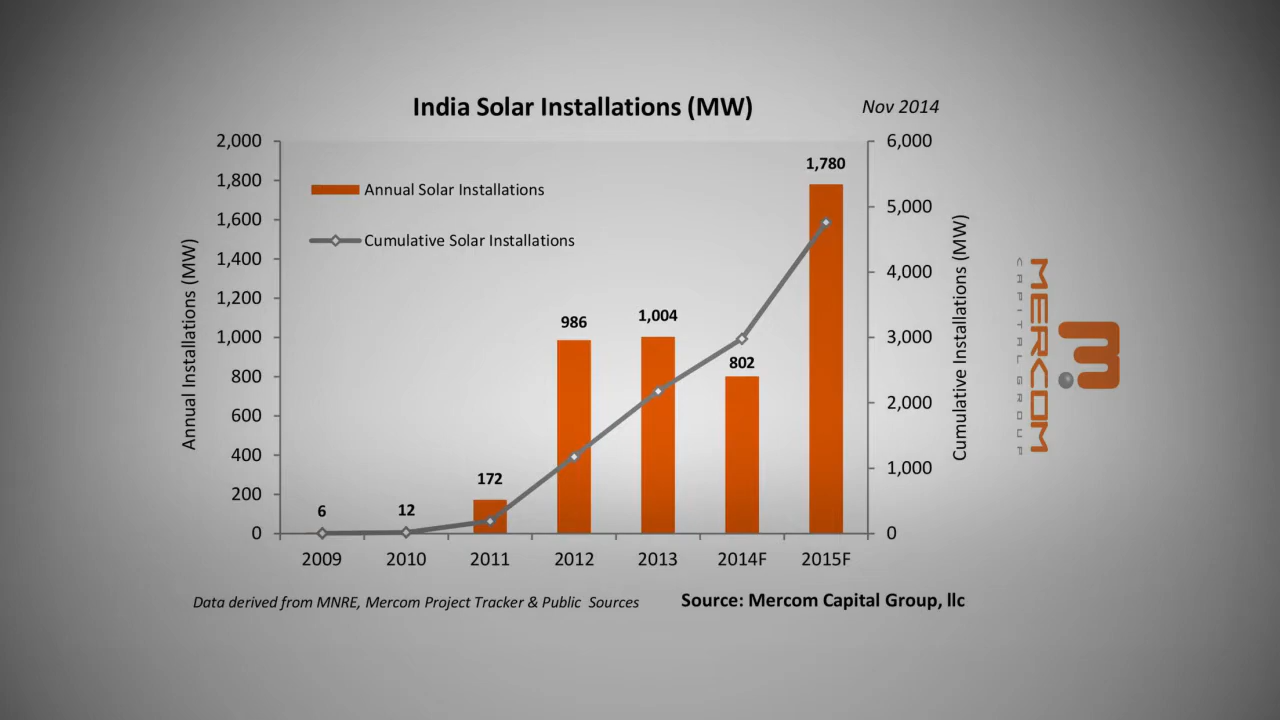 India Solar Installations (MW)
Nov 2014
2,000
1,800
1,600
1,400
1,200
1,000
800
600
400
200
0
Annual Installations (MW)
Annual Solar Installations
Cumulative Solar Installations
6
12
172
986
1,004
802
1,780
6,000
5,000
4,000
3,000
2,000
1,000
0
Cumulative Installations (MW)
2009 2010 2011 2012 2013 2014F 2015F
Data derived from MNRE, Mercom Project Tracker & Public Sources
Source: Mercom Capital Group, llc
m
MERCOM
CAPITAL GROUP